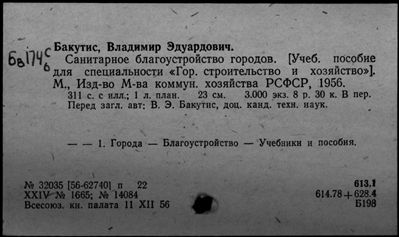 Бв174
6
Бакутис, Владимир Эдуардович.
Санитарное благоустройство городов. [Учеб. пособие
для специальности «Гор. строительство и хозяйство»].
М., Изд-во М-ва коммун. хозяйства РСФСР, 1956.
311 с. с илл.; 1 л. план. 23 см. 3.000 экз. 8 р. 30 к. В пер.
Перед загл. авт: В. Э. Бакутис, доц. канд. техн. наук.
— — 1. Города — Благоустройство — Учебники и пособия.
№ 32035 [56-62740] п 22 613.1
XXIV № 1665; № 14084 614.78+628.4
Всесоюз. кн. палата 11 XII 56 Б198